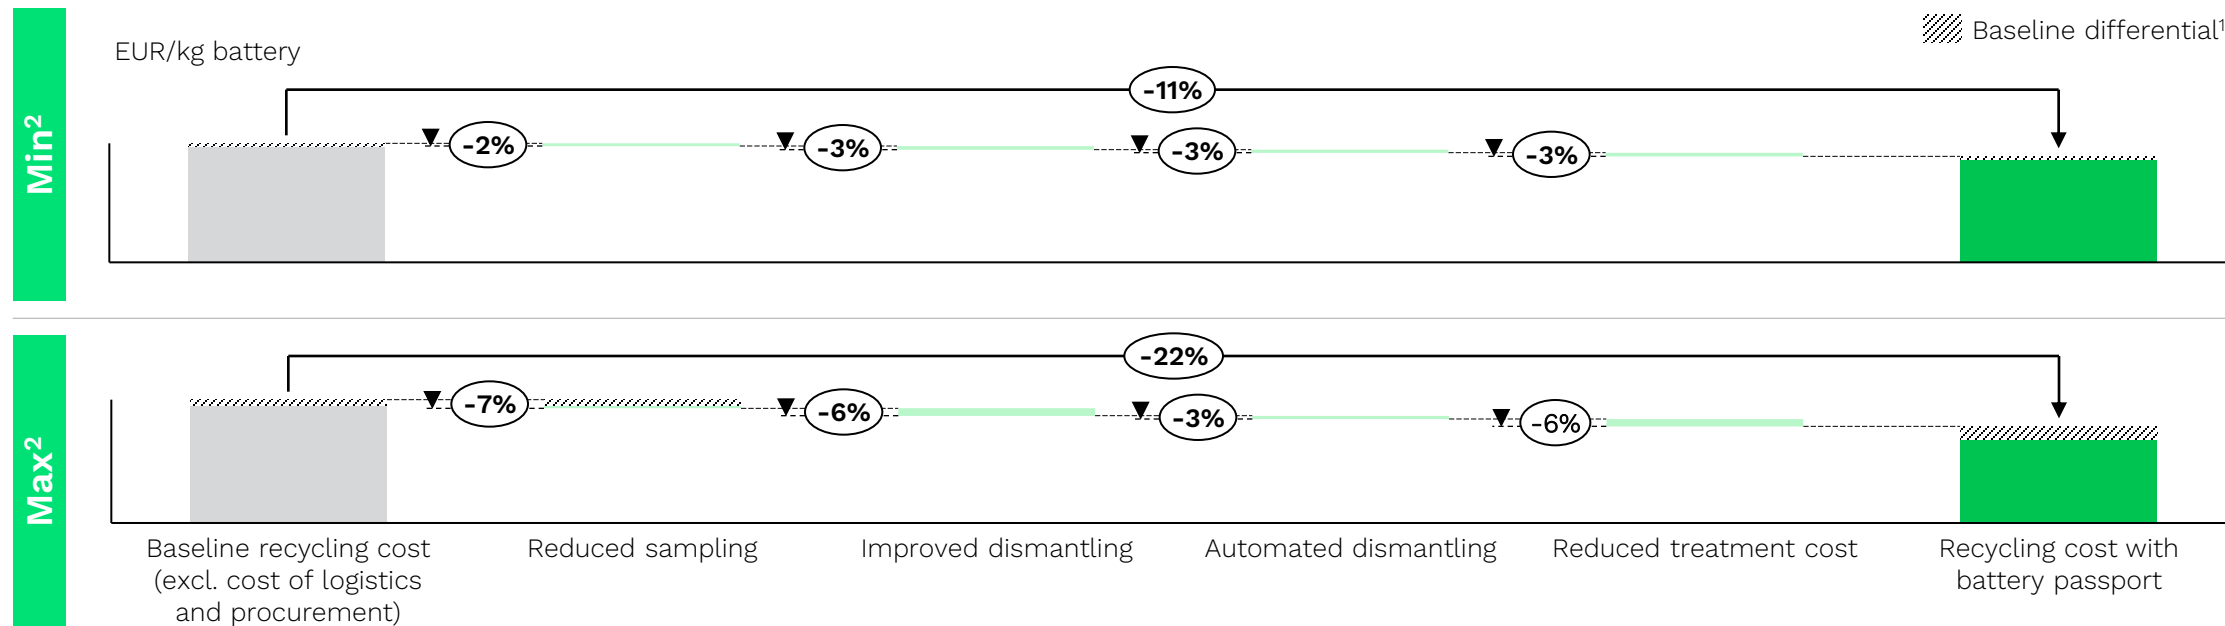 Baseline differential¹
EUR/kg battery
Min²
-11%
-2%
-3%
-3%
-3%
Max²
-22%
-7%
-6%
-3%
-6%
Baseline recycling cost
(excl. cost of logistics
and procurement)
Reduced sampling
Improved dismantling
Automated dismantling
Reduced treatment cost
Recycling cost with
battery passport